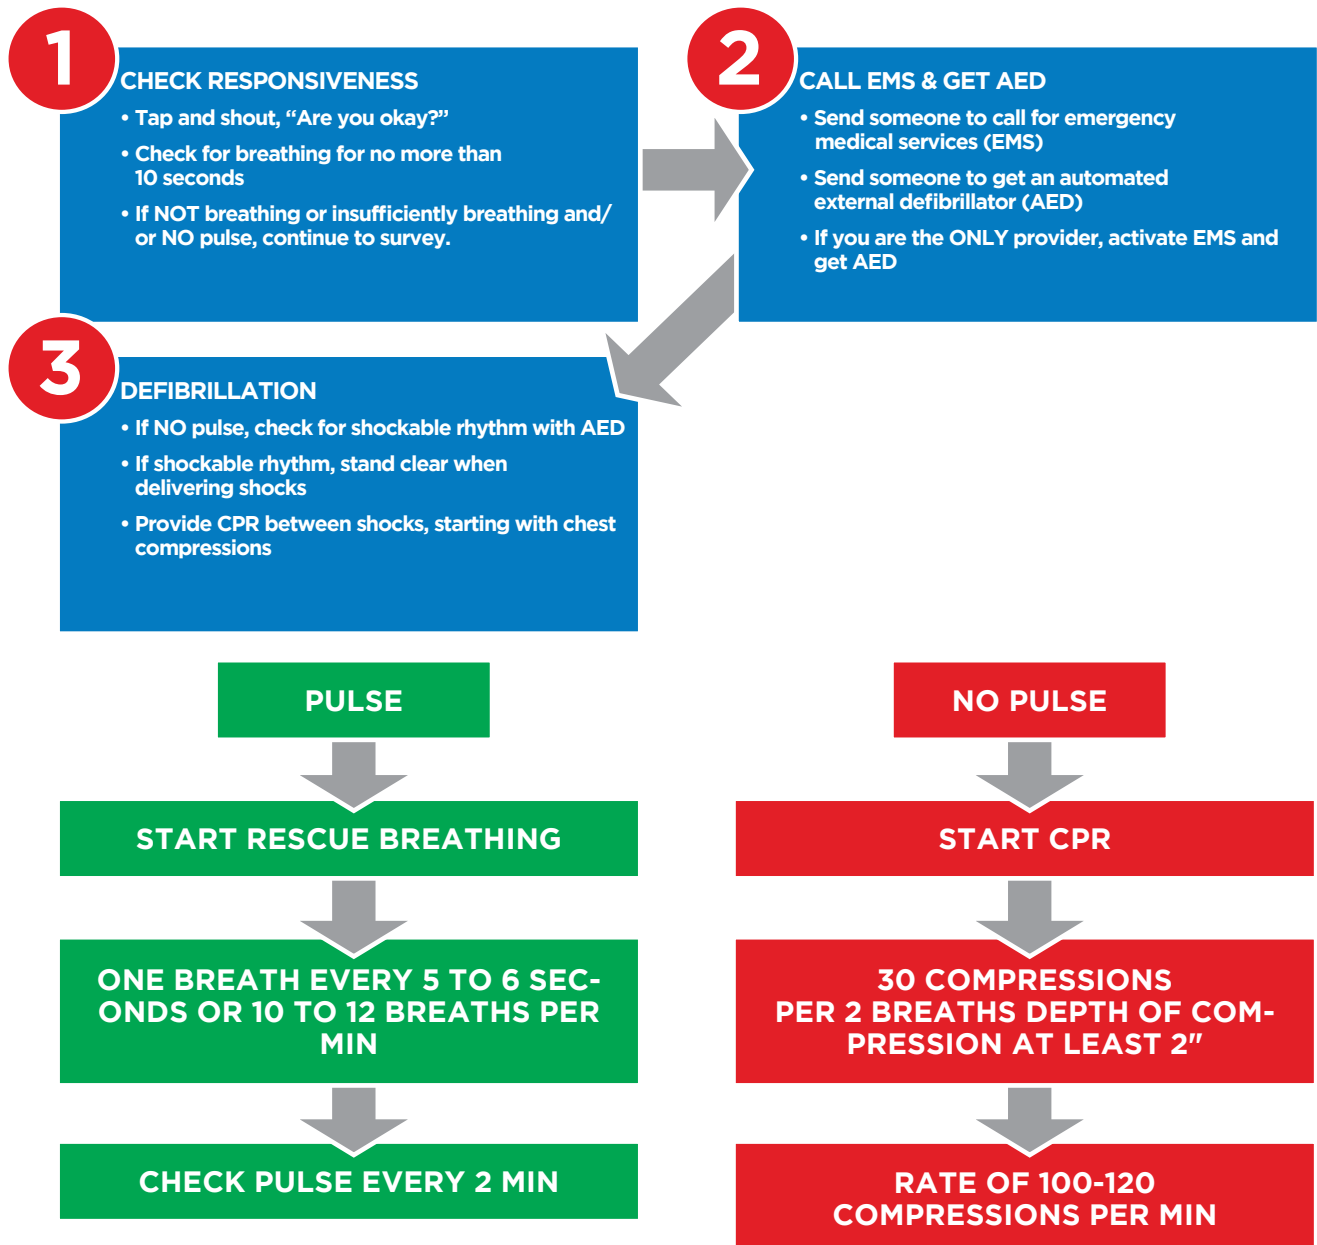 1
CHECK RESPONSIVENESS
• Tap and shout, “Are you okay?”
• Check for breathing for no more than
10 seconds
• If NOT breathing or insufficiently breathing and/
or NO pulse, continue to survey.
2
CALL EMS & GET AED
• Send someone to call for emergency
medical services (EMS)
• Send someone to get an automated
external defibrillator (AED)
• If you are the ONLY provider, activate EMS and
get AED
3
DEFIBRILLATION
• If NO pulse, check for shockable rhythm with AED
• If shockable rhythm, stand clear when
delivering shocks
• Provide CPR between shocks, starting with chest
compressions
PULSE
START RESCUE BREATHING
ONE BREATH EVERY 5 TO 6 SEC-
ONDS OR 10 TO 12 BREATHS PER
MIN
CHECK PULSE EVERY 2 MIN
NO PULSE
START CPR
30 COMPRESSIONS
PER 2 BREATHS DEPTH OF COM-
PRESSION AT LEAST 2"
RATE OF 100-120
COMPRESSIONS PER MIN